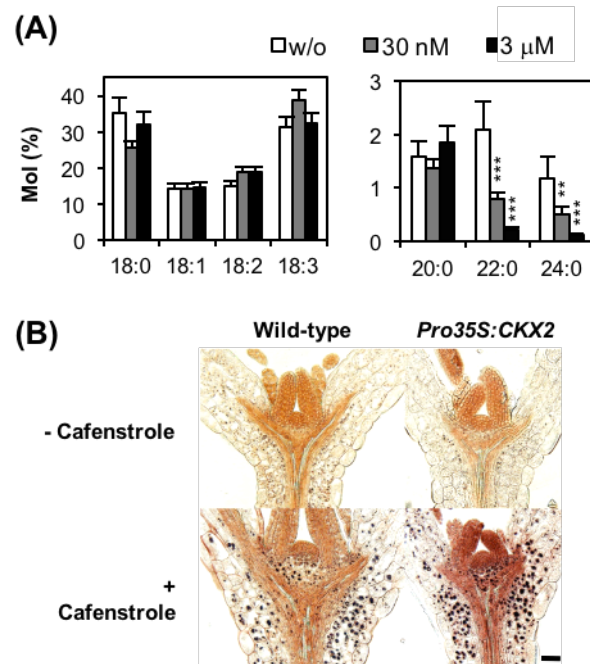 (A)
w/o 30 nM 3 μM
Mol (%)
40
30
20
10
0
18:0 18:1 18:2 18:3
3
2
1
0
***
***
**
***
20:0 22:0 24:0
(B)
Wild-type Pro35S:CKX2
- Cafenstrole
+
Cafenstrole